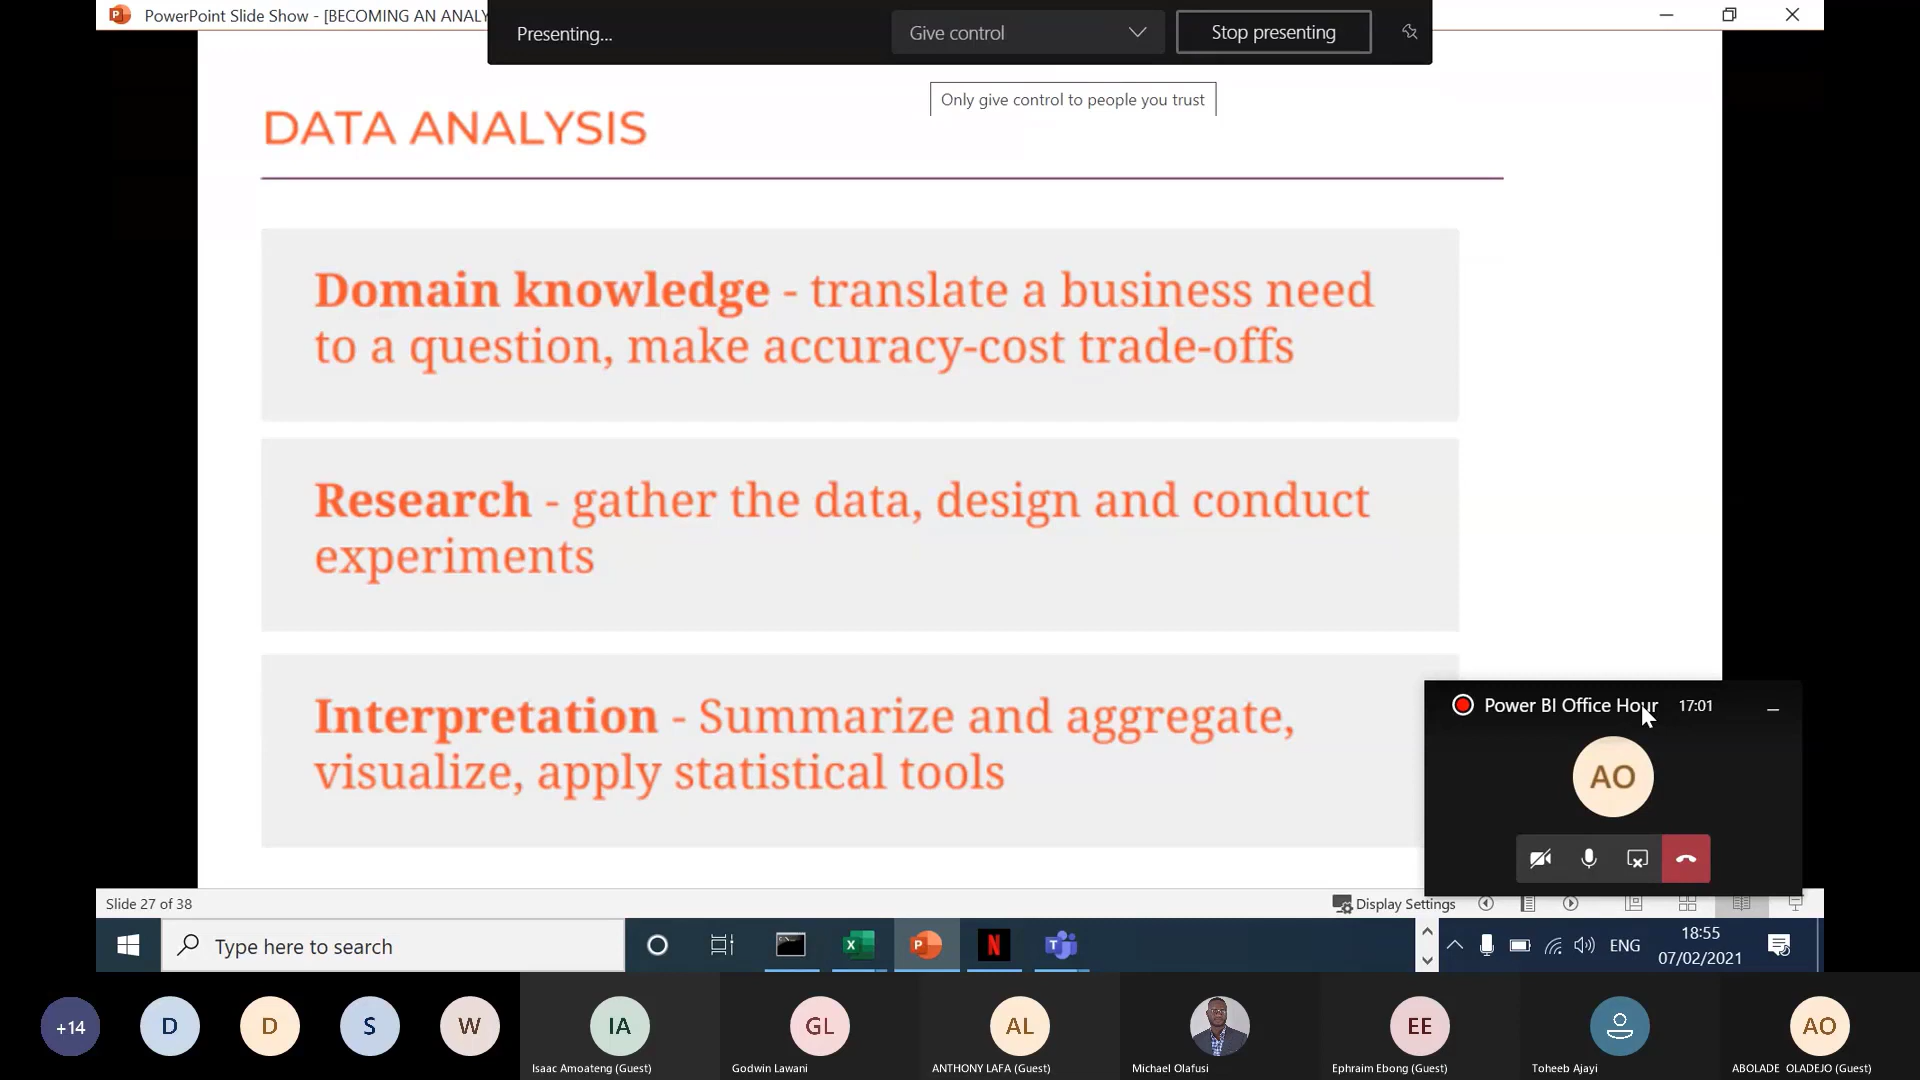 PowerPoint Slide Show - [BECOMING AN ANALY
Presenting...
Give control
Stop presenting
Only give control to people you trust
DATA ANALYSIS
Domain knowledge - translate a business need
to a question, make accuracy-cost trade-offs
Research - gather the data, design and conduct
experiments
Interpretation - Summarize and aggregate,
visualize, apply statistical tools
Power BI Office Hour 17:01
AO
Slide 27 of 38
Display Settings
Type here to search
ENG
18:55
07/02/2021
+14
D
D
S
W
IA
GL
AL
EE
AO
Isaac Amoateng (Guest)
Godwin Lawani
ANTHONY LAFA (Guest)
Michael Olafusi
Ephraim Ebong (Guest)
Toheeb Ajayi
ABOLADE OLADEJO (Guest)